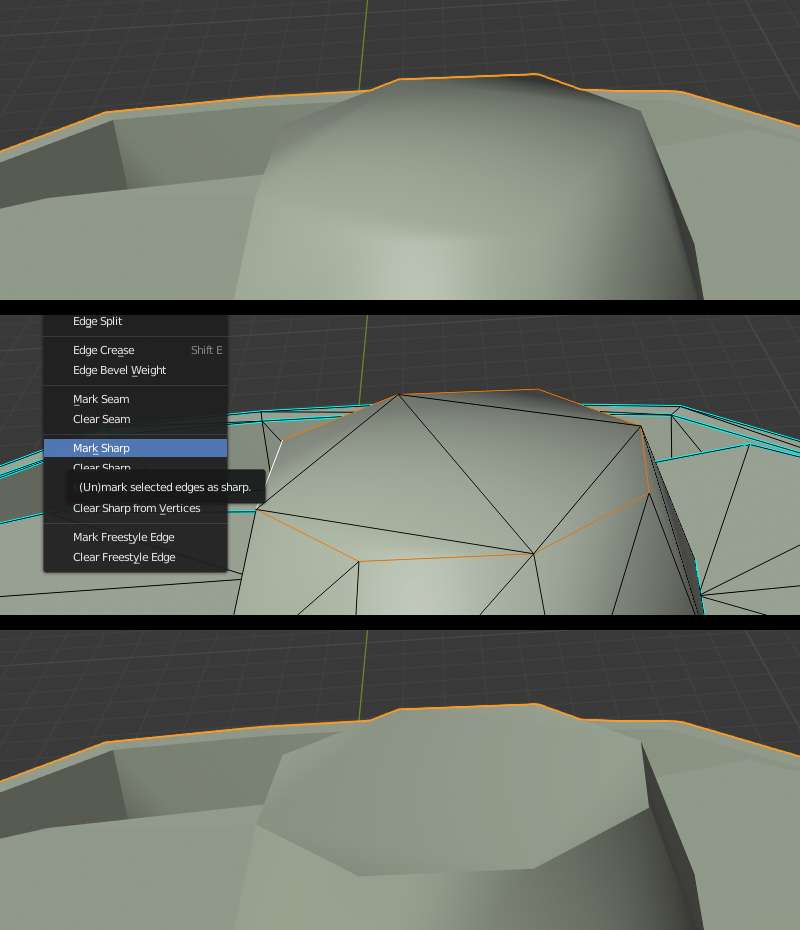 Edge Split
Edge Crease Shift E
Edge Bevel Weight
Mark Seam
Clear Seam
Mark Sharp
Clear Sharp
(Un)mark selected edges as sharp.
Clear Sharp from Vertices
Mark Freestyle Edge
Clear Freestyle Edge